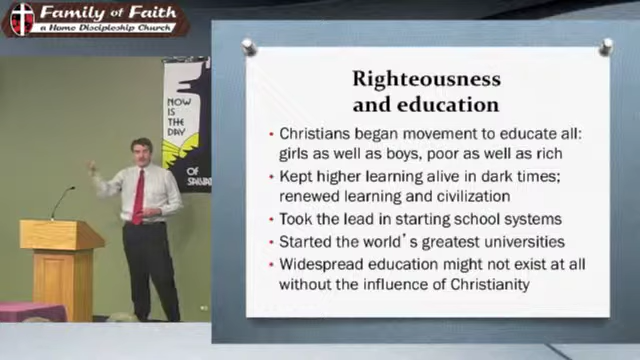 Family of Faith
a Home Discipleship Church
NOW
IS THE
DAY
OF
SALVAT
Righteousness
and education
• Christians began movement to educate all:
girls as well as boys, poor as well as rich
• Kept higher learning alive in dark times;
renewed learning and civilization
• Took the lead in starting school systems
• Started the world's greatest universities
• Widespread education might not exist at all
without the influence of Christianity